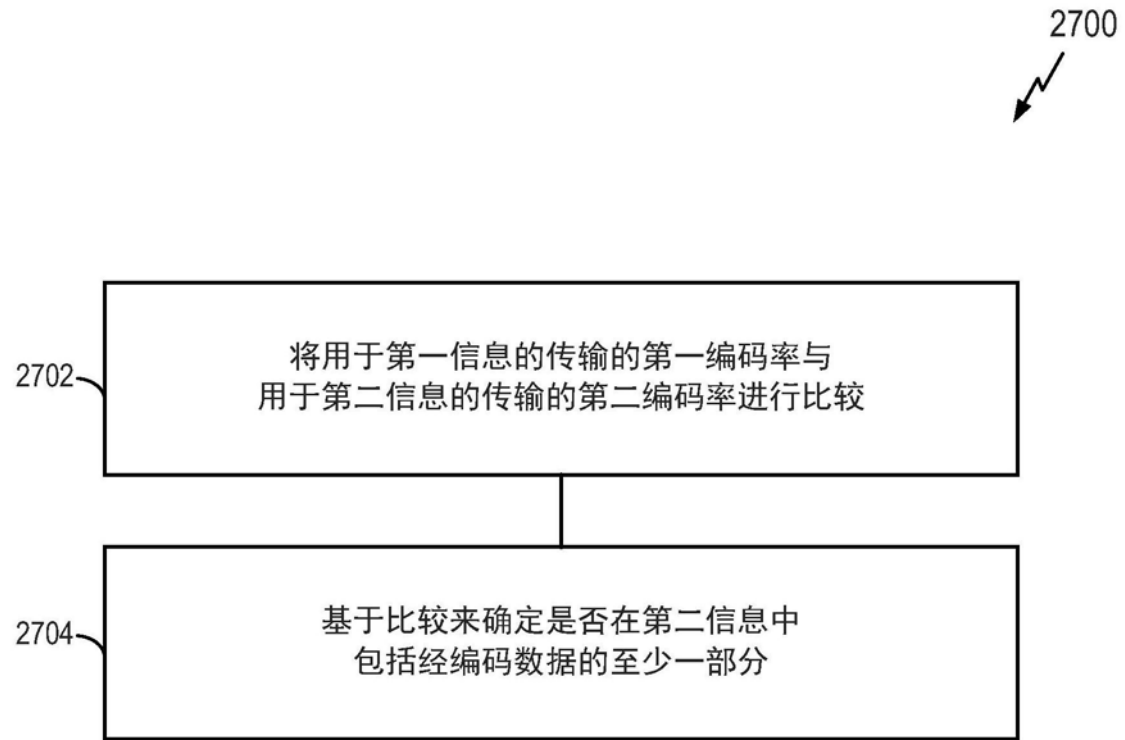 2700
2702
将用于第一信息的传输的第一编码率与
用于第二信息的传输的第二编码率进行比较
2704
基于比较来确定是否在第二信息中
包括经编码数据的至少一部分